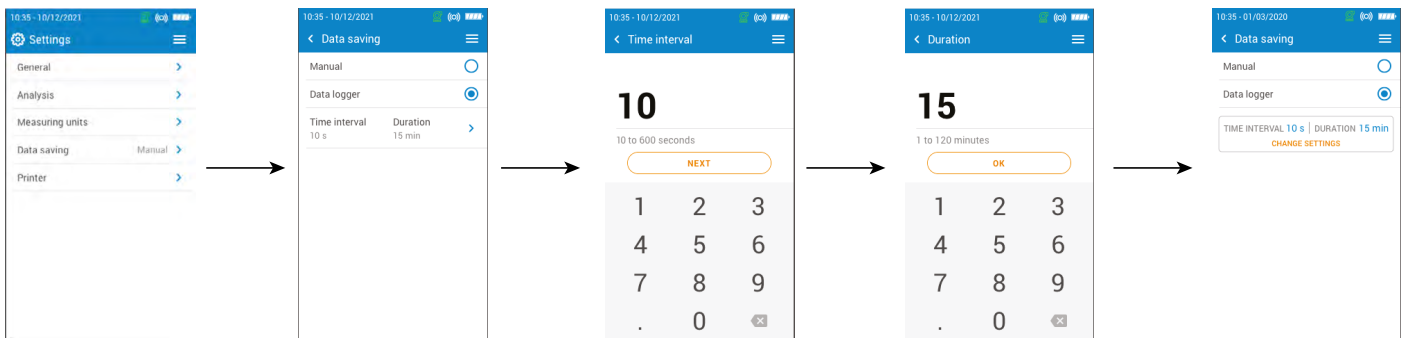 10:35 - 10/12/2021
Settings
General
Analysis
Measuring units
Data saving Manual
Printer
10:35 - 10/12/2021
Data saving
Manual
Data logger
Time interval Duration
10 s 15 min
10:35 - 10/12/2021
Time interval
10
10 to 600 seconds
NEXT
1 2 3
4 5 6
7 8 9
. 0
10:35 - 10/12/2021
Duration
15
1 to 120 minutes
OK
1 2 3
4 5 6
7 8 9
. 0
10:35 - 01/03/2020
Data saving
Manual
Data logger
TIME INTERVAL 10 s | DURATION 15 min
CHANGE SETTINGS